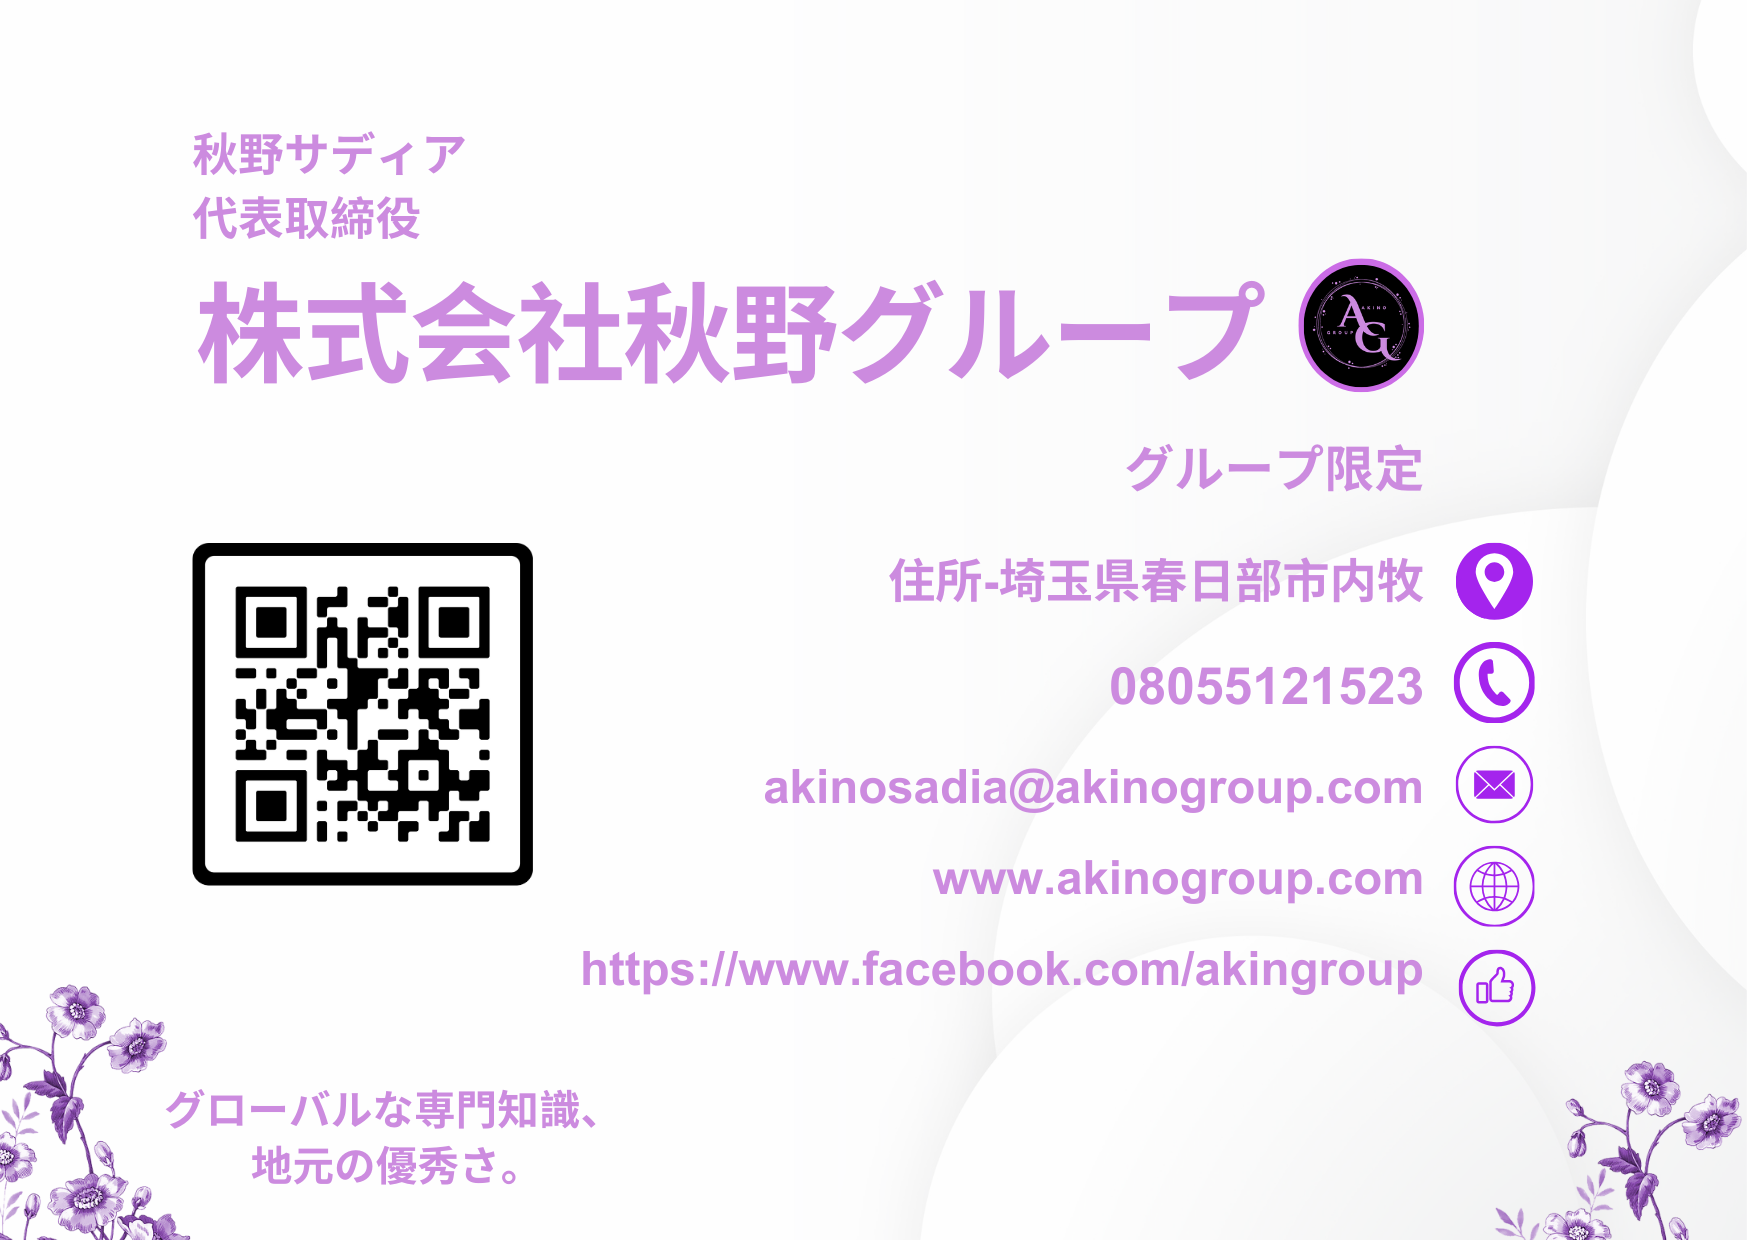 秋野サディア
代表取締役
株式会社秋野グループ
AKINO
AG
GROUP
グループ限定
住所-埼玉県春日部市内牧
08055121523
akinosadia@akinogroup.com
www.akinogroup.com
https://www.facebook.com/akingroup
グローバルな専門知識、
地元の優秀さ。